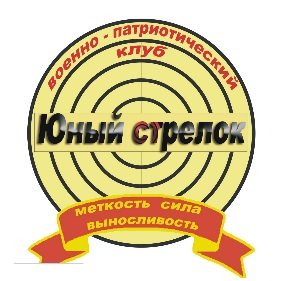 военно - патриотический
клуб
Юный стрелок
меткость сила
выносливость